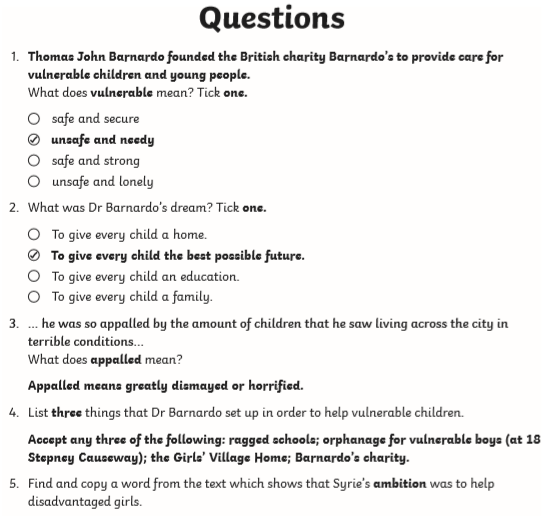 Questions
1. Thomas John Barnardo founded the British charity Barnardo's to provide care for
vulnerable children and young people.
What does vulnerable mean? Tick one.
safe and secure
unsafe and needy
safe and strong
unsafe and lonely
2. What was Dr Barnardo's dream? Tick one.
To give every child a home.
To give every child the best possible future.
To give every child an education.
To give every child a family.
3. ... he was so appalled by the amount of children that he saw living across the city in
terrible conditions...
What does appalled mean?
Appalled means greatly dismayed or horrified.
4. List three things that Dr Barnardo set up in order to help vulnerable children.
Accept any three of the following: ragged schools; orphanage for vulnerable boys (at 18
Stepney Causeway); the Girls' Village Home; Barnardo's charity.
5. Find and copy a word from the text which shows that Syrie's ambition was to help
disadvantaged girls.